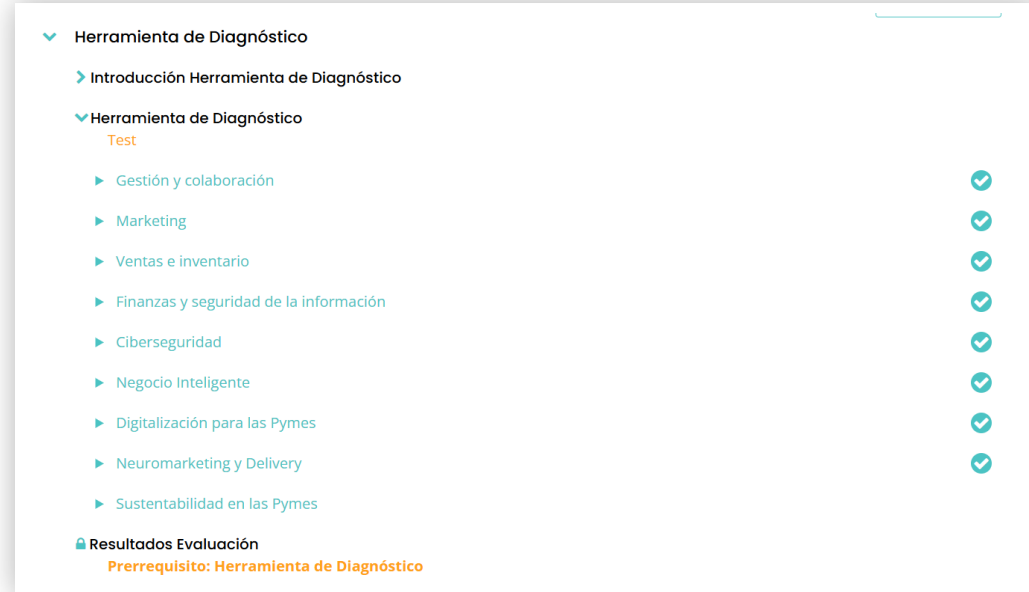 Herramienta de Diagnóstico
Introducción Herramienta de Diagnóstico
Herramienta de Diagnóstico
Test
Gestión y colaboración
Marketing
Ventas e inventario
Finanzas y seguridad de la información
Ciberseguridad
Negocio Inteligente
Digitalización para las Pymes
Neuromarketing y Delivery
Sustentabilidad en las Pymes
Resultados Evaluación
Prerrequisito: Herramienta de Diagnóstico